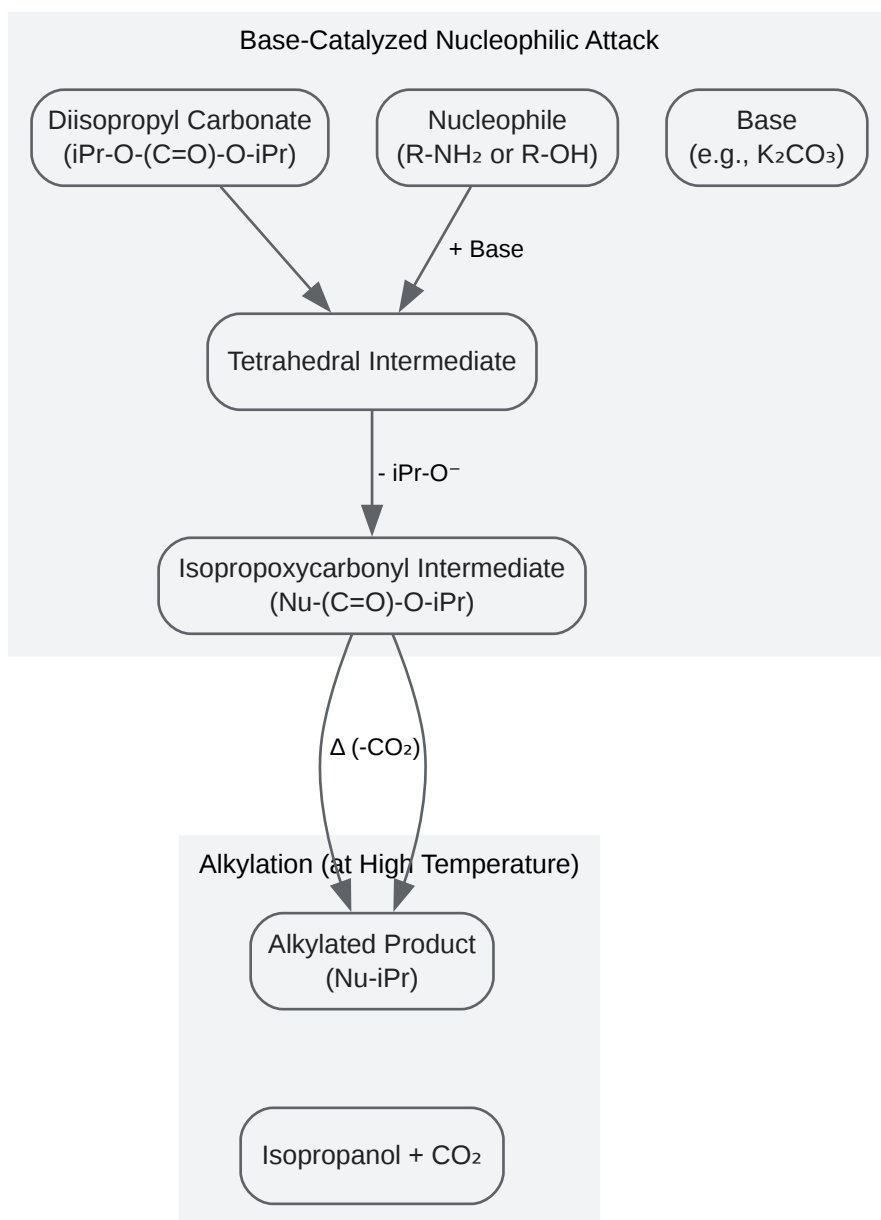 Base-Catalyzed Nucleophilic Attack
Diisopropyl Carbonate
(iPr-O-(C=O)-O-iPr)
Nucleophile
(R-NH₂ or R-OH)
Base
(e.g., K₂CO₃)
+ Base
Tetrahedral Intermediate
- iPr-O⁻
Isopropoxycarbonyl Intermediate
(Nu-(C=O)-O-iPr)
Δ (-CO₂)
Alkylation (at High Temperature)
Alkylated Product
(Nu-iPr)
Isopropanol + CO₂